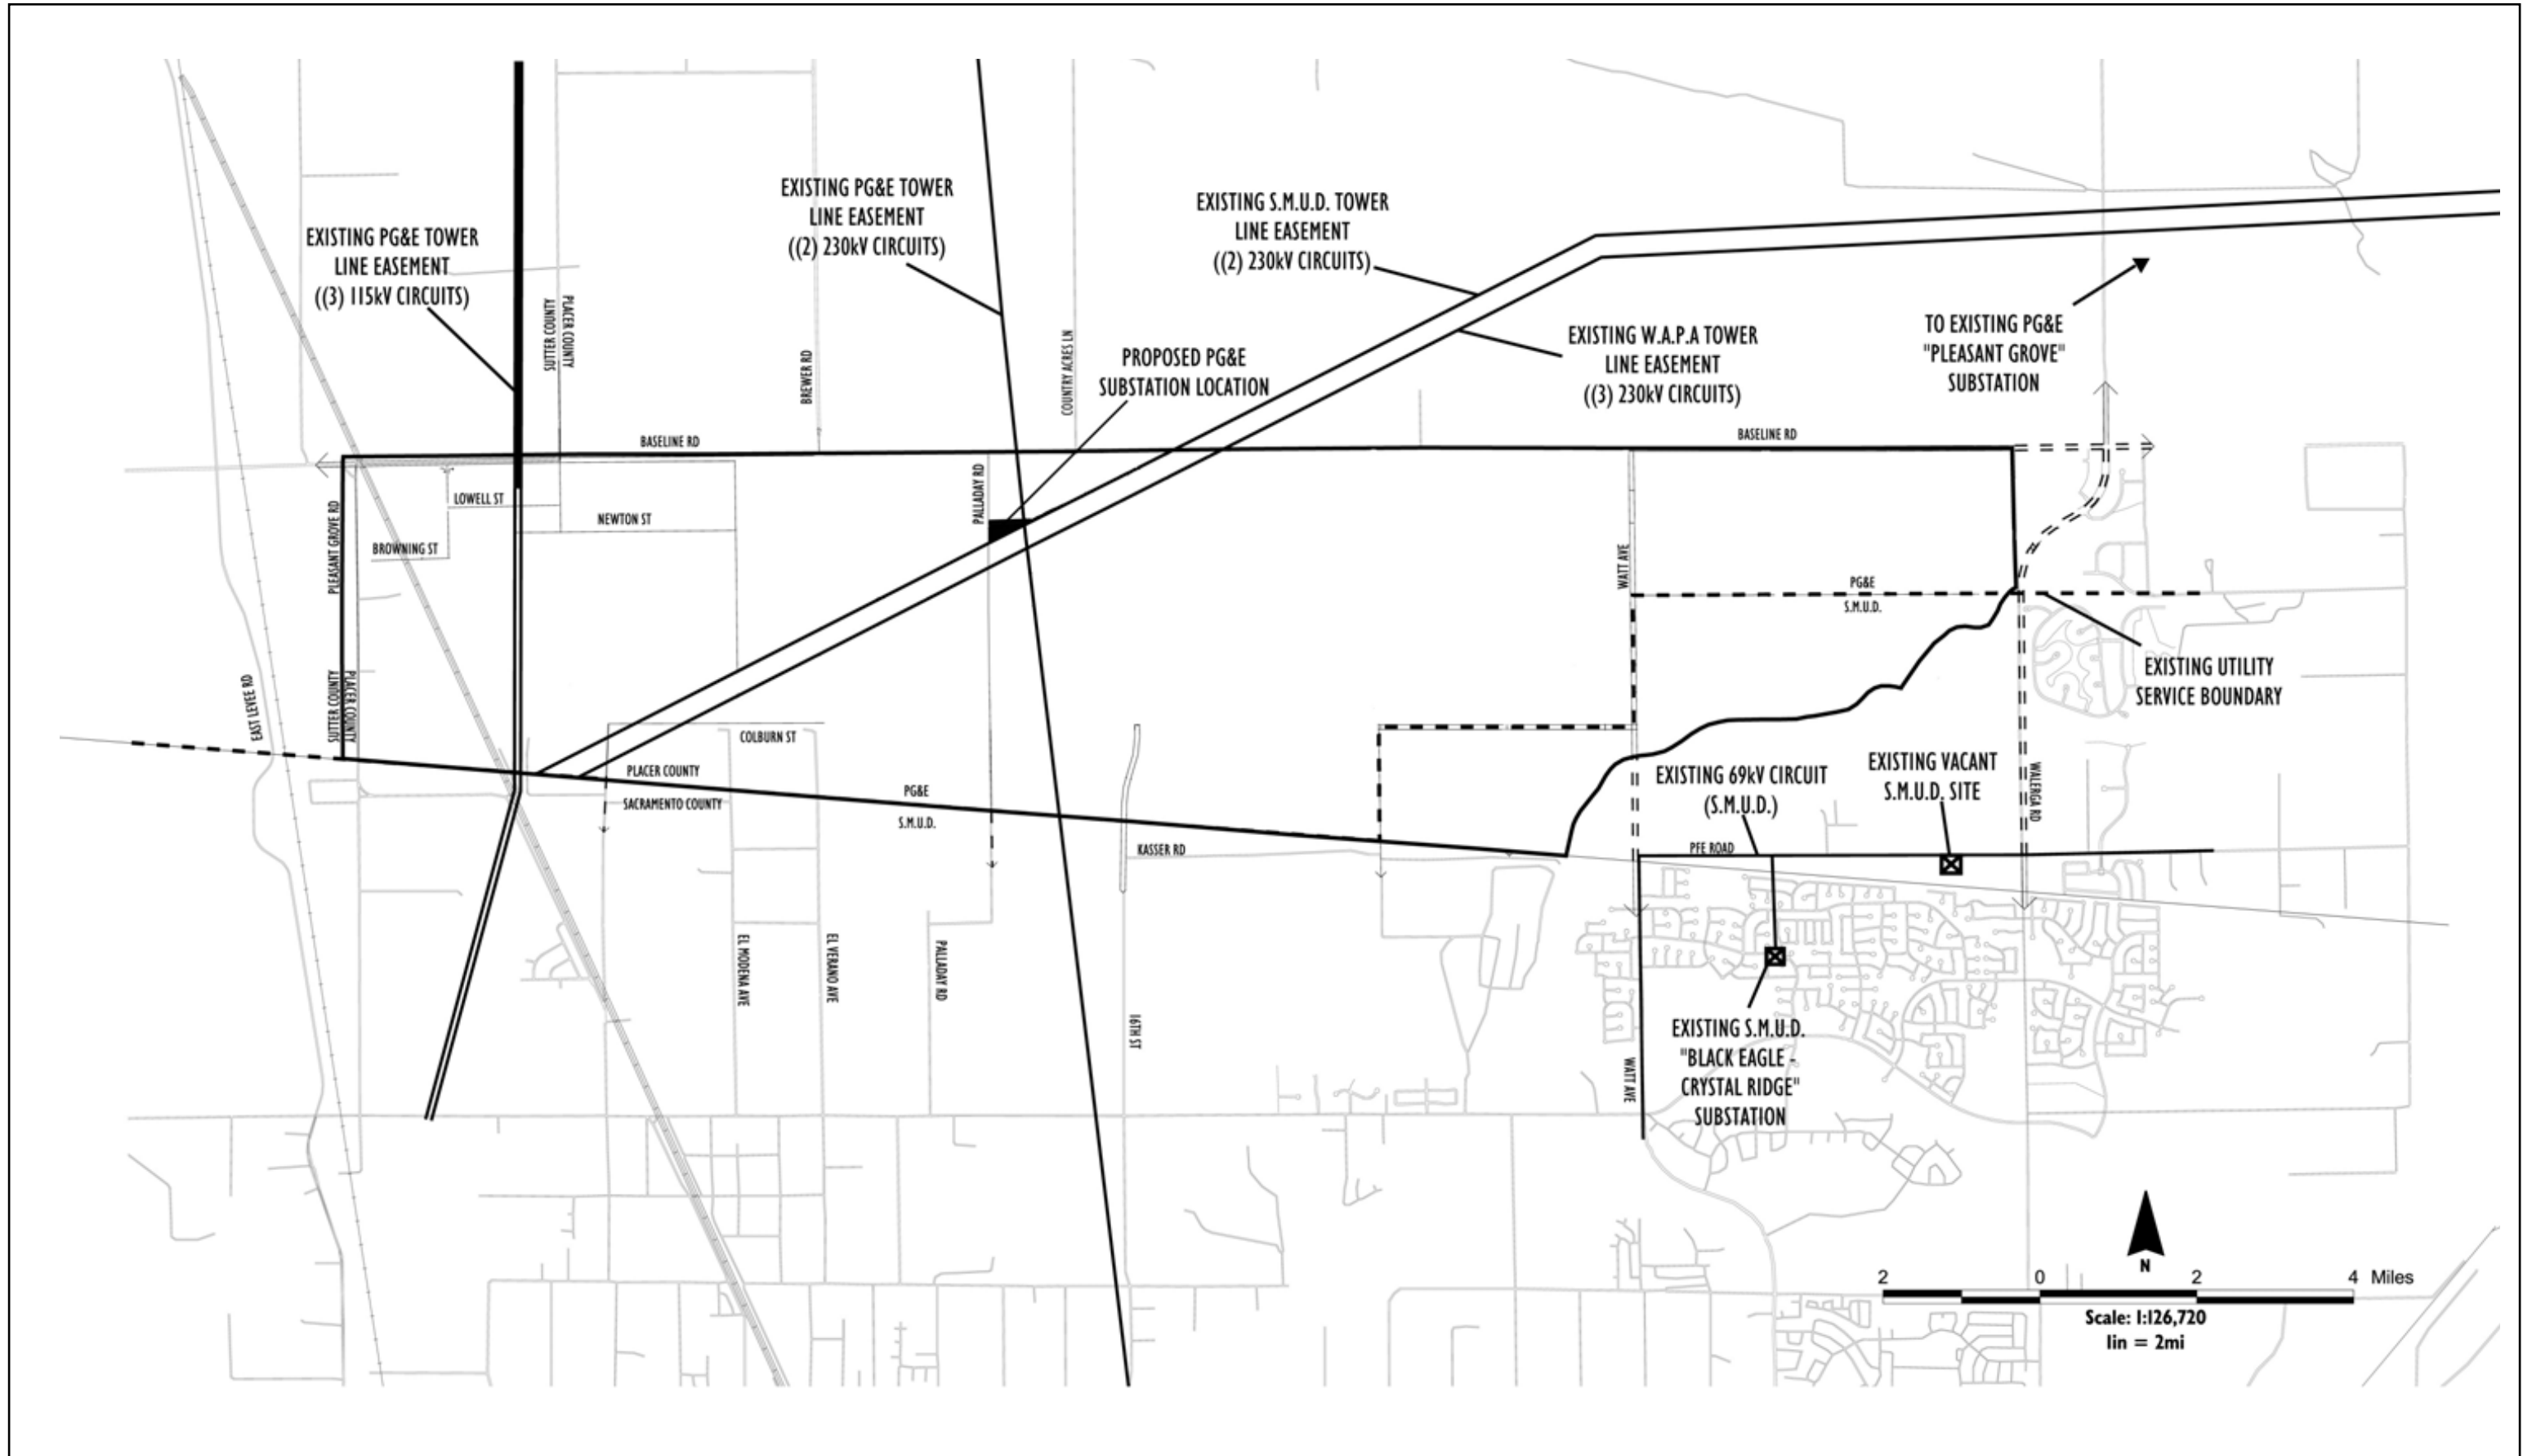 EXISTING PG&E TOWER
LINE EASEMENT
((3) 115kV CIRCUITS)
EXISTING PG&E TOWER
LINE EASEMENT
((2) 230kV CIRCUITS)
EXISTING S.M.U.D. TOWER
LINE EASEMENT
((2) 230kV CIRCUITS)
EXISTING W.A.P.A TOWER
LINE EASEMENT
((3) 230kV CIRCUITS)
TO EXISTING PG&E
"PLEASANT GROVE"
SUBSTATION
PROPOSED PG&E
SUBSTATION LOCATION
SUTTER COUNTY
PLACER COUNTY
BREWER RD
COUNTRY ACRES LN
BASELINE RD
BASELINE RD
PLEASANT GROVE RD
LOWELL ST
NEWTON ST
BROWNING ST
PALLADAY RD
WATT AVE
PG&E
S.M.U.D.
EXISTING UTILITY
SERVICE BOUNDARY
EAST LEVEE RD
SUTTER COUNTY
PLACER COUNTY
COLBURN ST
PLACER COUNTY
SACRAMENTO COUNTY
PG&E
S.M.U.D.
KASSER RD
EXISTING 69kV CIRCUIT
(S.M.U.D.)
EXISTING VACANT
S.M.U.D. SITE
WALERGA RD
PFE ROAD
EL MODENA AVE
EL VERANO AVE
PALLADAY RD
16TH ST
WATT AVE
EXISTING S.M.U.D.
"BLACK EAGLE -
CRYSTAL RIDGE"
SUBSTATION
N
2 0 2 4 Miles
Scale: 1:126,720
1in = 2mi